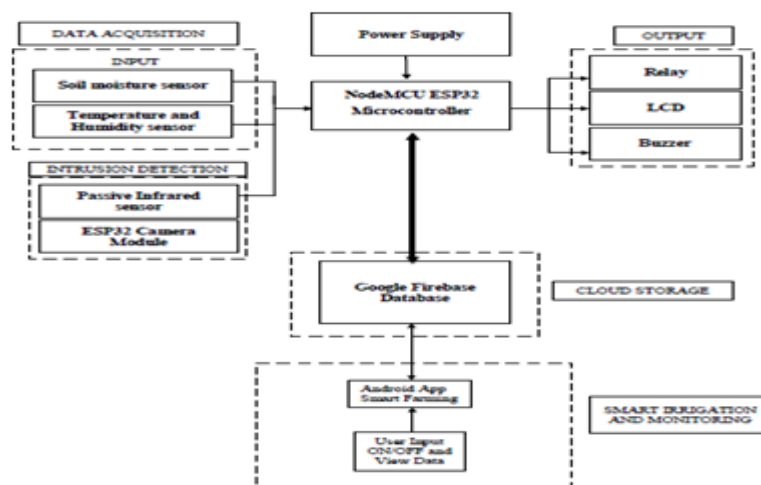 DATA ACQUISITION
INPUT
Soil moisture sensor
Temperature and
Humidity sensor
INTRUSION DETECTION
Passive Infrared
sensor
ESP32 Camera
Module
Power Supply
NodeMCU ESP32
Microcontroller
OUTPUT
Relay
LCD
Buzzer
Google Firebase
Database
CLOUD STORAGE
Android App
Smart Farming
User Input
ON/OFF and
View Data
SMART IRRIGATION
AND MONITORING